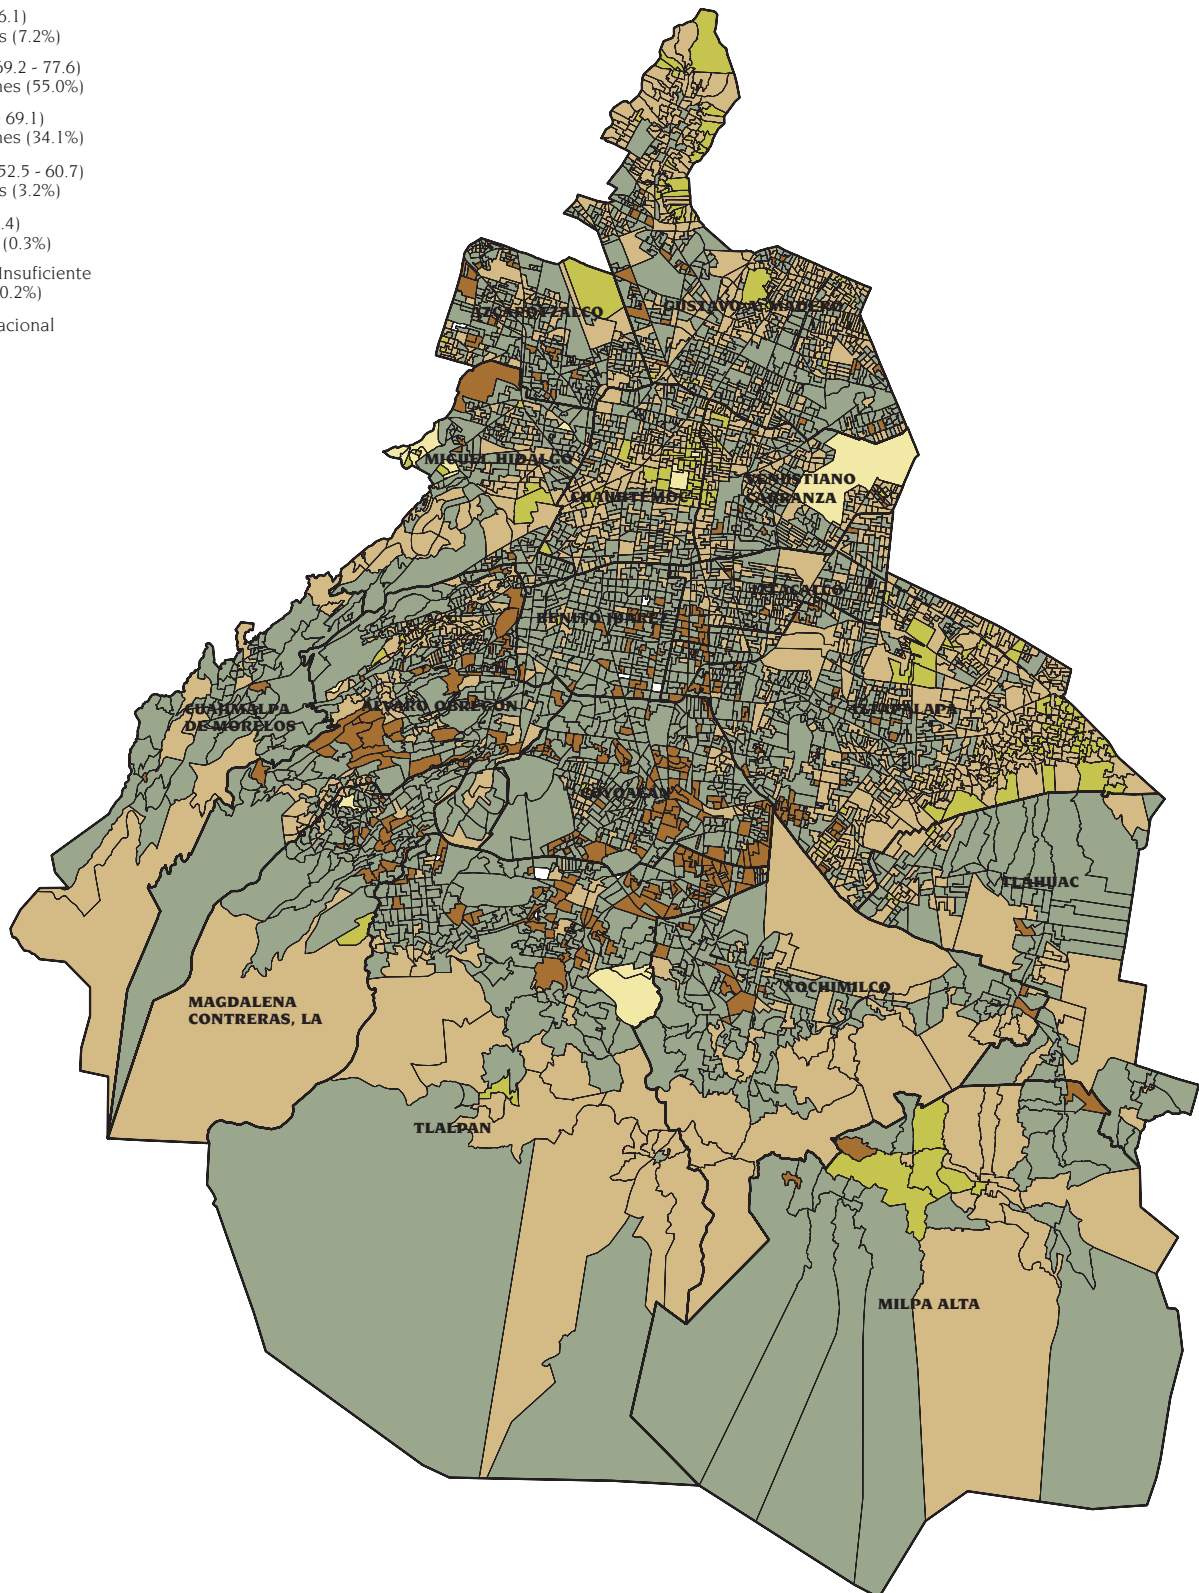 6.1)
s (7.2%)
69.2 - 77.6)
nes (55.0%)
- 69.1)
nes (34.1%)
52.5 - 60.7)
s (3.2%)
.4)
(0.3%)
Insuficiente
0.2%)
acional
AZCAPOTZALCO
GUSTAVO A. MADERO
MIGUEL HIDALGO
CUAUHTEMOC
VENUSTIANO
CARRANZA
IZTACALCO
BENITO JUAREZ
CUAJIMALPA
DE MORELOS
ALVARO OBREGON
IZTAPALAPA
COYOACAN
TLAHUAC
MAGDALENA
CONTRERAS, LA
XOCHIMILCO
TLALPAN
MILPA ALTA